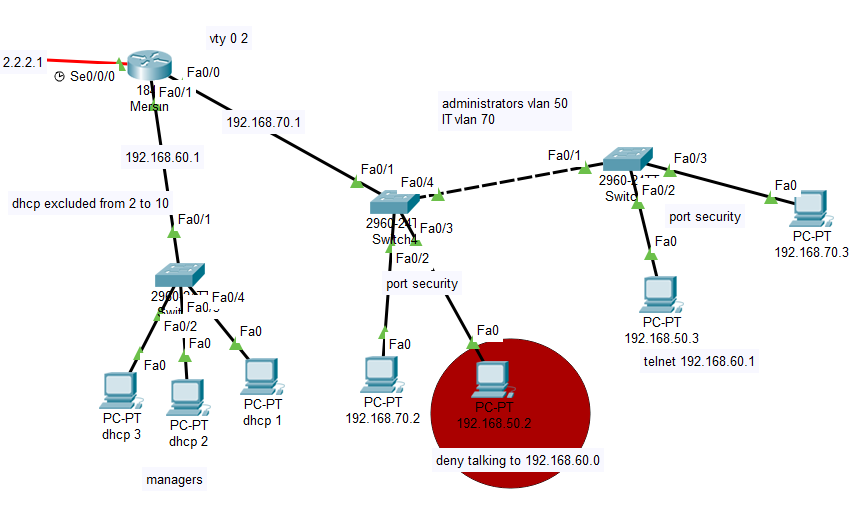 vty 0 2
2.2.2.1
Se0/0/0
Fa0/0
Fa0/1
Mersin
192.168.70.1
administrators vlan 50
IT vlan 70
192.168.60.1
Fa0/1
Fa0/4
Fa0/1
Fa0/3
2960-24TT
Fa0/2
Fa0
port security
PC-PT
192.168.70.3
dhcp excluded from 2 to 10
Fa0/1
2960-24T
Switch4
Fa0/3
Fa0/2
port security
Fa0
PC-PT
192.168.50.3
telnet 192.168.60.1
Fa0/4
Fa0/2
Fa0
Fa0
Fa0
PC-PT
dhcp 3
PC-PT
dhcp 2
PC-PT
dhcp 1
managers
Fa0
PC-PT
192.168.70.2
Fa0
PC-PT
192.168.50.2
deny talking to 192.168.60.0